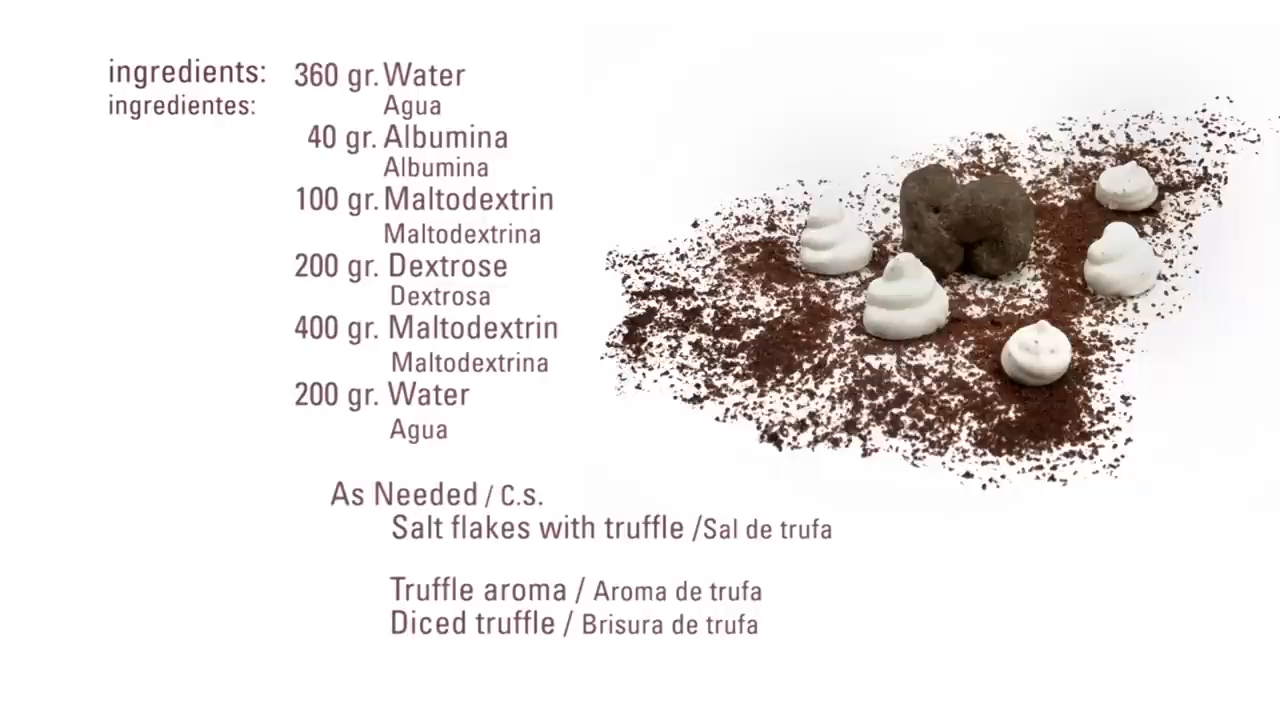 ingredients: 360 gr. Water
ingredientes: Agua
40 gr. Albumina
Albumina
100 gr. Maltodextrin
Maltodextrina
200 gr. Dextrose
Dextrosa
400 gr. Maltodextrin
Maltodextrina
200 gr. Water
Agua
As Needed / C.s.
Salt flakes with truffle /Sal de trufa
Truffle aroma / Aroma de trufa
Diced truffle / Brisura de trufa